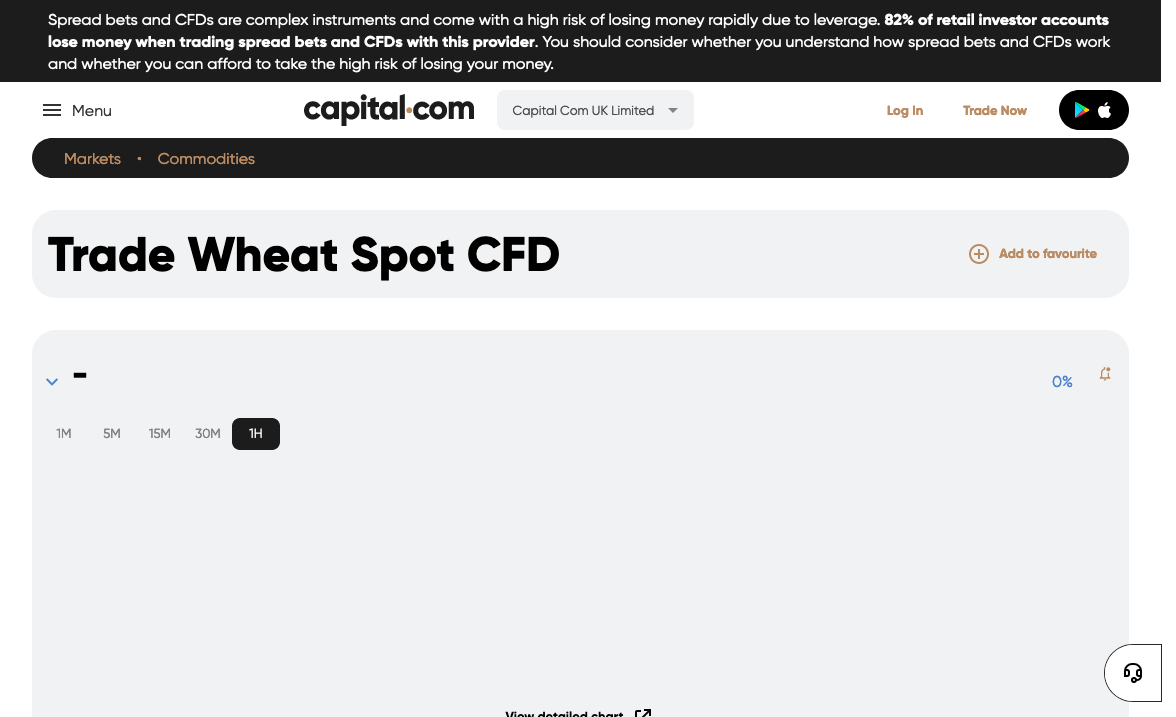 Spread bets and CFDs are complex instruments and come with a high risk of losing money rapidly due to leverage. 82% of retail investor accounts
lose money when trading spread bets and CFDs with this provider. You should consider whether you understand how spread bets and CFDs work
and whether you can afford to take the high risk of losing your money.
Menu
capital.com
Capital Com UK Limited
Log In
Trade Now
Markets • Commodities
Trade Wheat Spot CFD
Add to favourite
-
0%
1M 5M 15M 30M 1H
View detailed chart